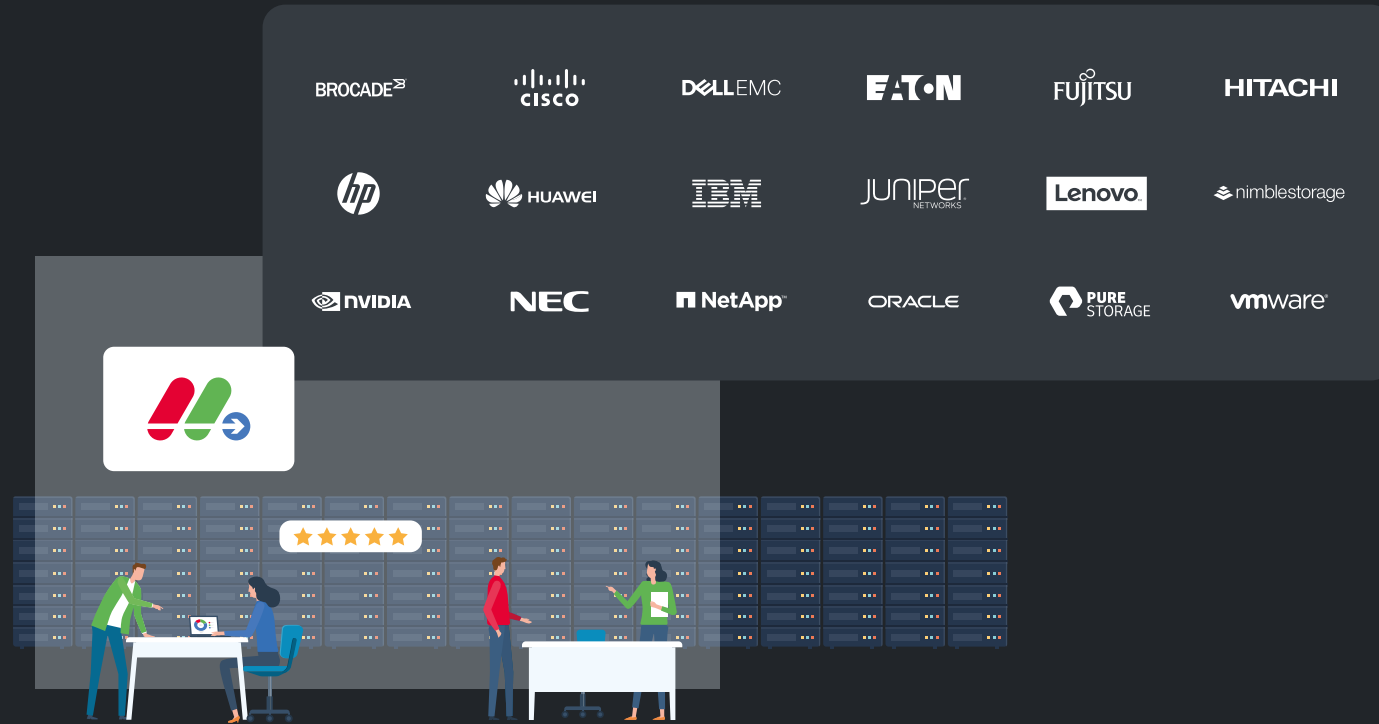 BROCADE
CISCO
DELLEMC
EATON
FUJITSU
HITACHI
hp
HUAWEI
IBM
JUNIPER
NETWORKS
Lenovo
nimblestorage
NVIDIA
NEC
NetApp™
ORACLE
PURE
STORAGE
vmware®